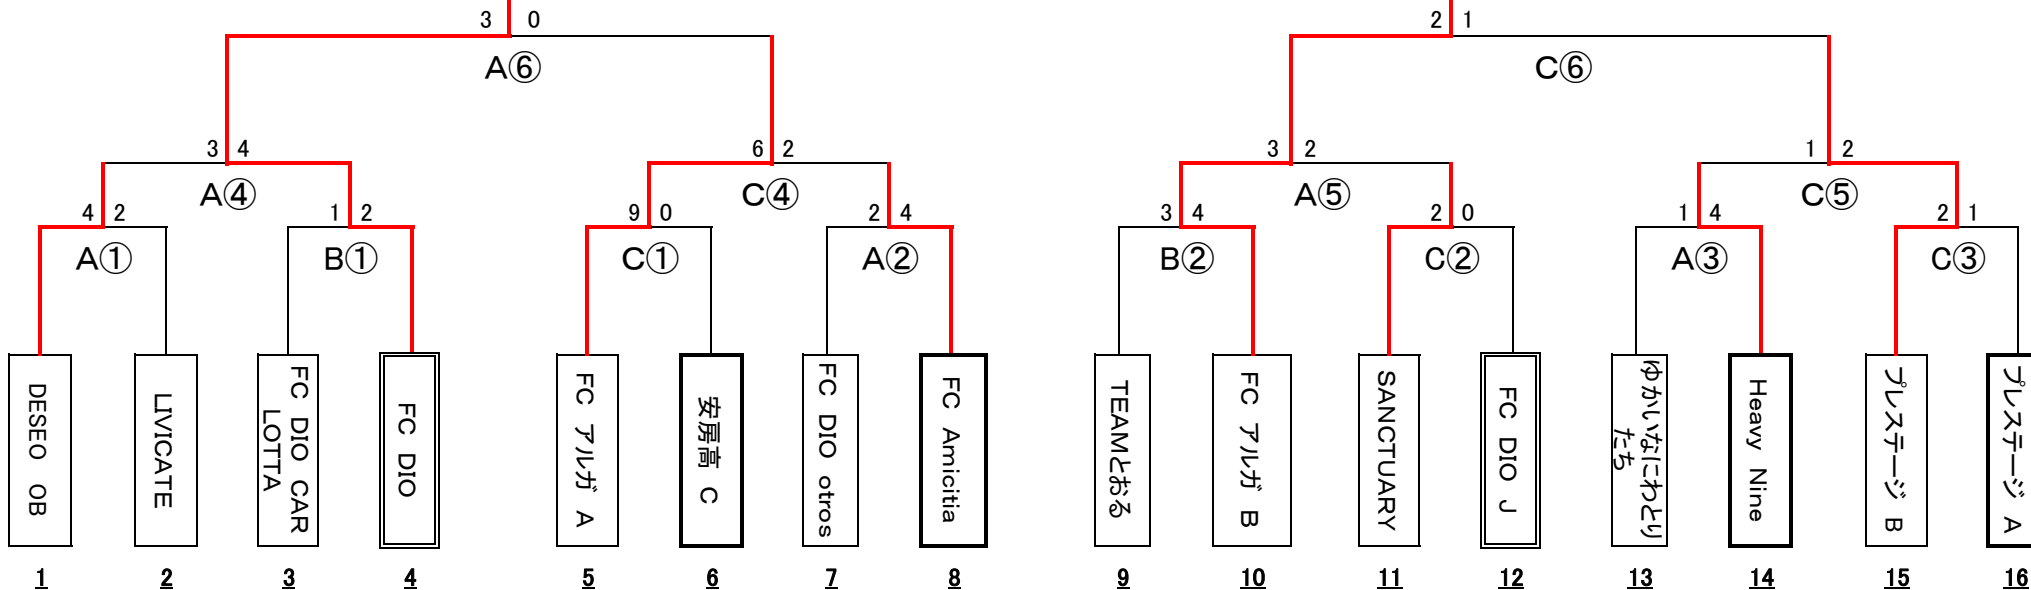 3 0 2 1
A⑥ C⑥
3 4 6 2 3 2 1 2
A④ C④ A⑤ C⑤
4 2 1 2 9 0 2 4 3 4 2 0 1 4 2 1
A① B① C① A② B② C② A③ C③
DESEO OB
LIVICATE
FC DIO CAR
LOTTA
FC DIO
FC アルガ A
安房高 C
FC DIO otros
FC Amicitia
TEAMとおる
FC アルガ B
SANCTUARY
FC DIO J
ゆかいなにわとり
たち
Heavy Nine
プレステージ B
プレステージ A
1 2 3 4 5 6 7 8 9 10 11 12 13 14 15 16